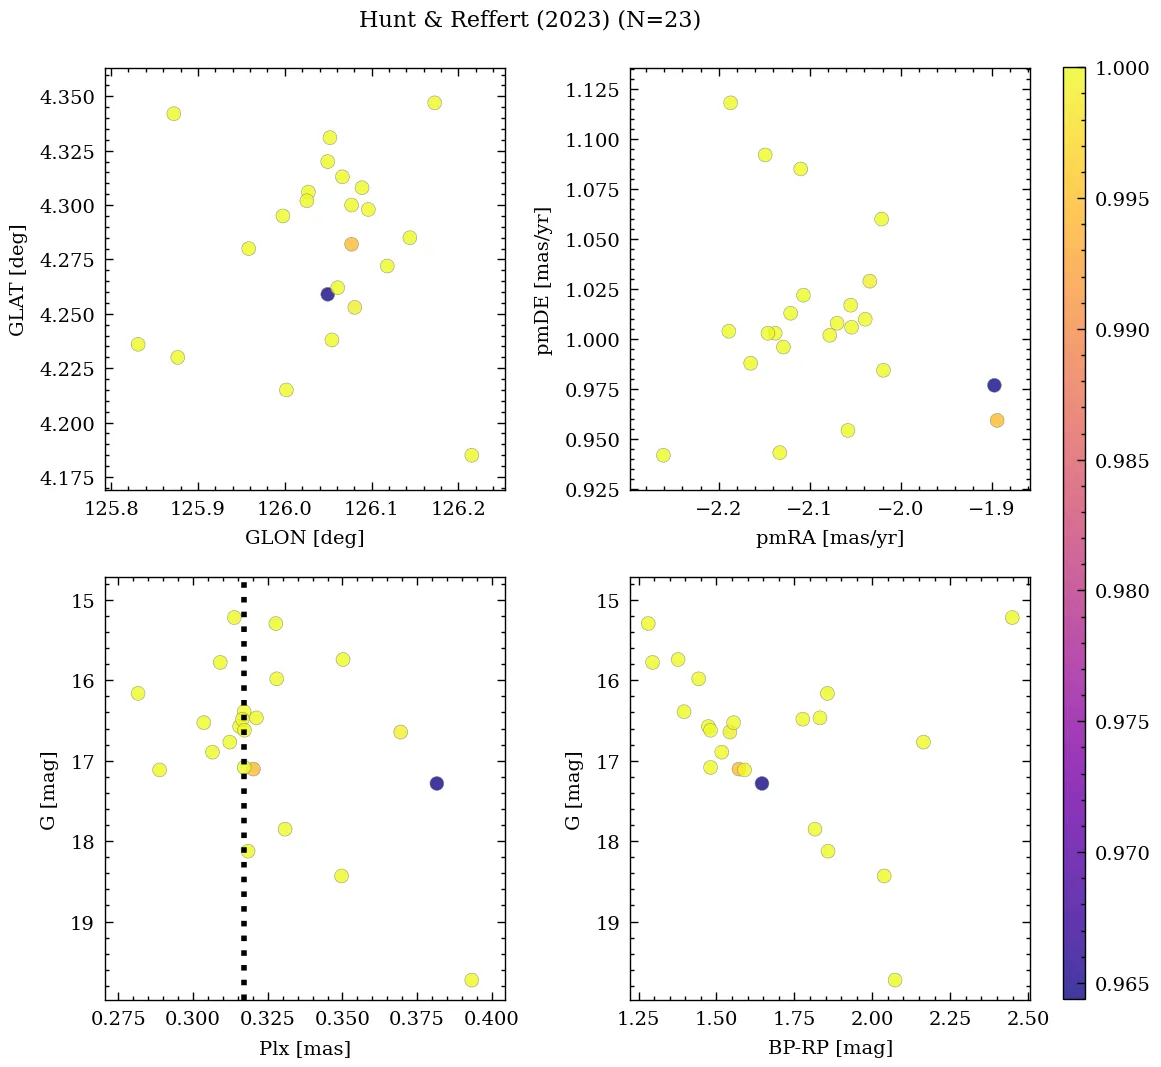 Hunt & Reffert (2023) (N=23)
4.350
4.325
4.300
4.275
4.250
4.225
4.200
4.175
GLAT [deg]
125.8 125.9 126.0 126.1 126.2
GLON [deg]
1.125
1.100
1.075
1.050
1.025
1.000
0.975
0.950
0.925
pmDE [mas/yr]
−2.2 −2.1 −2.0 −1.9
pmRA [mas/yr]
15
16
17
18
19
G [mag]
0.275 0.300 0.325 0.350 0.375 0.400
Plx [mas]
15
16
17
18
19
G [mag]
1.25 1.50 1.75 2.00 2.25 2.50
BP-RP [mag]
1.000
0.995
0.990
0.985
0.980
0.975
0.970
0.965